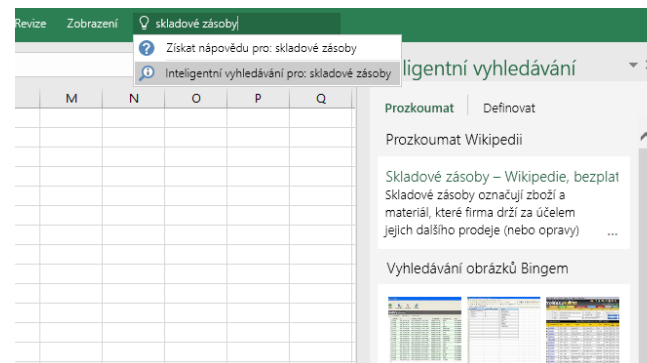 Revize Zobrazení skladové zásoby
Získat nápovědu pro: skladové zásoby
Inteligentní vyhledávání pro: skladové zásoby
ligentní vyhledávání
M N O P Q
Prozkoumat Definovat
Prozkoumat Wikipedii
Skladové zásoby – Wikipedie, bezplat
Skladové zásoby označují zboží a
materiál, které firma drží za účelem
jejich dalšího prodeje (nebo opravy) ...
Vyhledávání obrázků Bingem